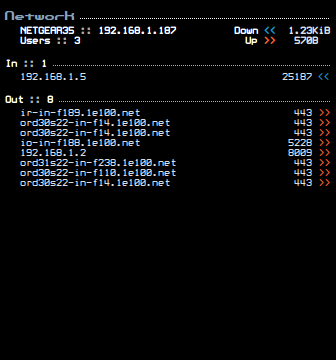 Network
NETGEAR35 :: 192.168.1.187 Down << 1.23KiB
Users :: 3 Up >> 570B
In :: 1
192.168.1.5 25187 <<
Out :: 8
ir-in-f189.1e100.net 443 >>
ord30s22-in-f14.1e100.net 443 >>
ord30s22-in-f14.1e100.net 443 >>
io-in-f188.1e100.net 5228 >>
192.168.1.2 8009 >>
ord31s22-in-f238.1e100.net 443 >>
ord30s22-in-f110.1e100.net 443 >>
ord30s22-in-f14.1e100.net 443 >>